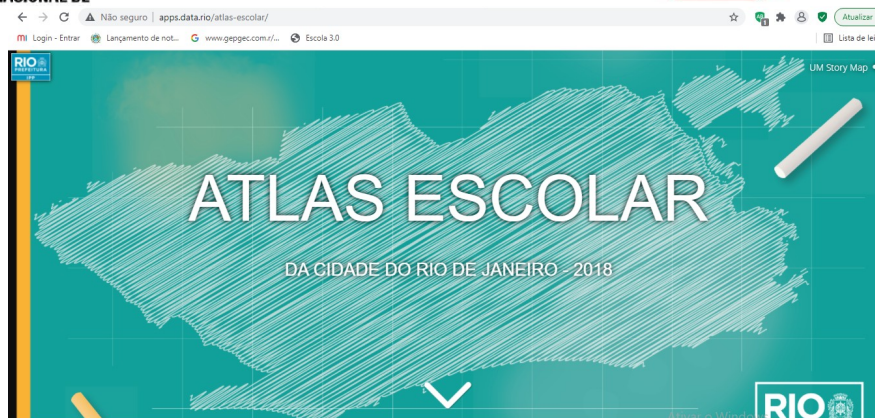 ← → C Não seguro | apps.data.rio/atlas-escolar/ Atualizar
Login - Entrar Lançamento de not... www.gepgec.com.r/... Escola 3.0 Lista de lei
RIO
PREFEITURA
IPP
UM Story Map
ATLAS ESCOLAR
DA CIDADE DO RIO DE JANEIRO - 2018
RIO